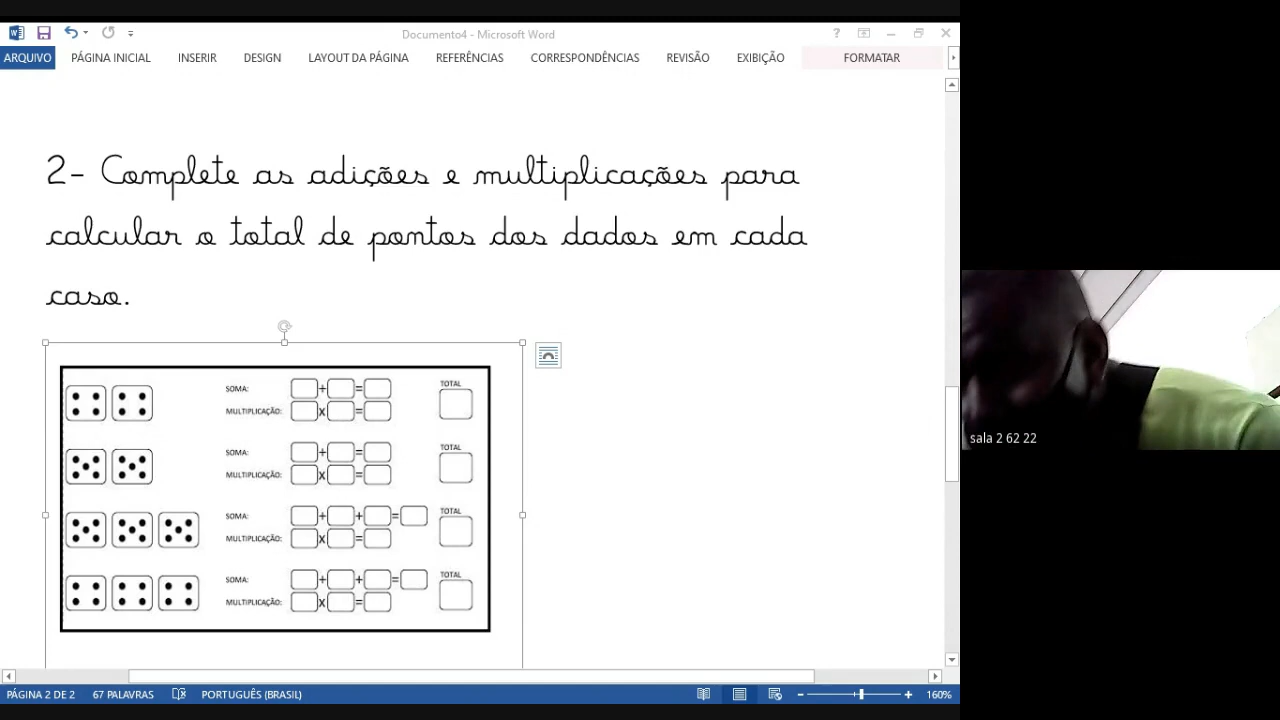 Documento4 - Microsoft Word
?
ARQUIVO PÁGINA INICIAL INSERIR DESIGN LAYOUT DA PÁGINA REFERÊNCIAS CORRESPONDÊNCIAS REVISÃO EXIBIÇÃO FORMATAR
2- Complete as adições e multiplicações para
calcular o total de pontos dos dados em cada
caso.
SOMA: + = TOTAL
MULTIPLICAÇÃO: x =
SOMA: + = TOTAL
MULTIPLICAÇÃO: x =
SOMA: + + = TOTAL
MULTIPLICAÇÃO: x =
SOMA: + + = TOTAL
MULTIPLICAÇÃO: x =
sala 2 62 22
PÁGINA 2 DE 2 67 PALAVRAS PORTUGUÊS (BRASIL) - + 160%